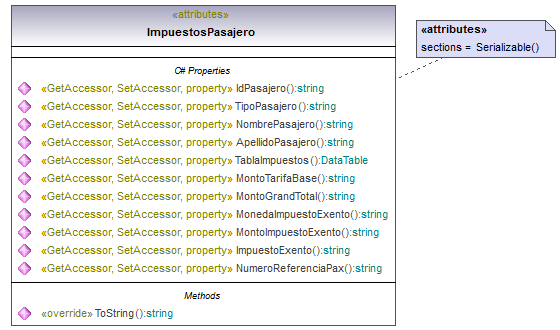 «attributes»
ImpuestosPasajero
«attributes»
sections = Serializable()
C# Properties
«GetAccessor, SetAccessor, property» IdPasajero():string
«GetAccessor, SetAccessor, property» TipoPasajero():string
«GetAccessor, SetAccessor, property» NombrePasajero():string
«GetAccessor, SetAccessor, property» ApellidoPasajero():string
«GetAccessor, SetAccessor, property» TablaImpuestos():DataTable
«GetAccessor, SetAccessor, property» MontoTarifaBase():string
«GetAccessor, SetAccessor, property» MontoGrandTotal():string
«GetAccessor, SetAccessor, property» MonedaImpuestoExento():string
«GetAccessor, SetAccessor, property» MontoImpuestoExento():string
«GetAccessor, SetAccessor, property» ImpuestoExento():string
«GetAccessor, SetAccessor, property» NumeroReferenciaPax():string
Methods
«override» ToString():string